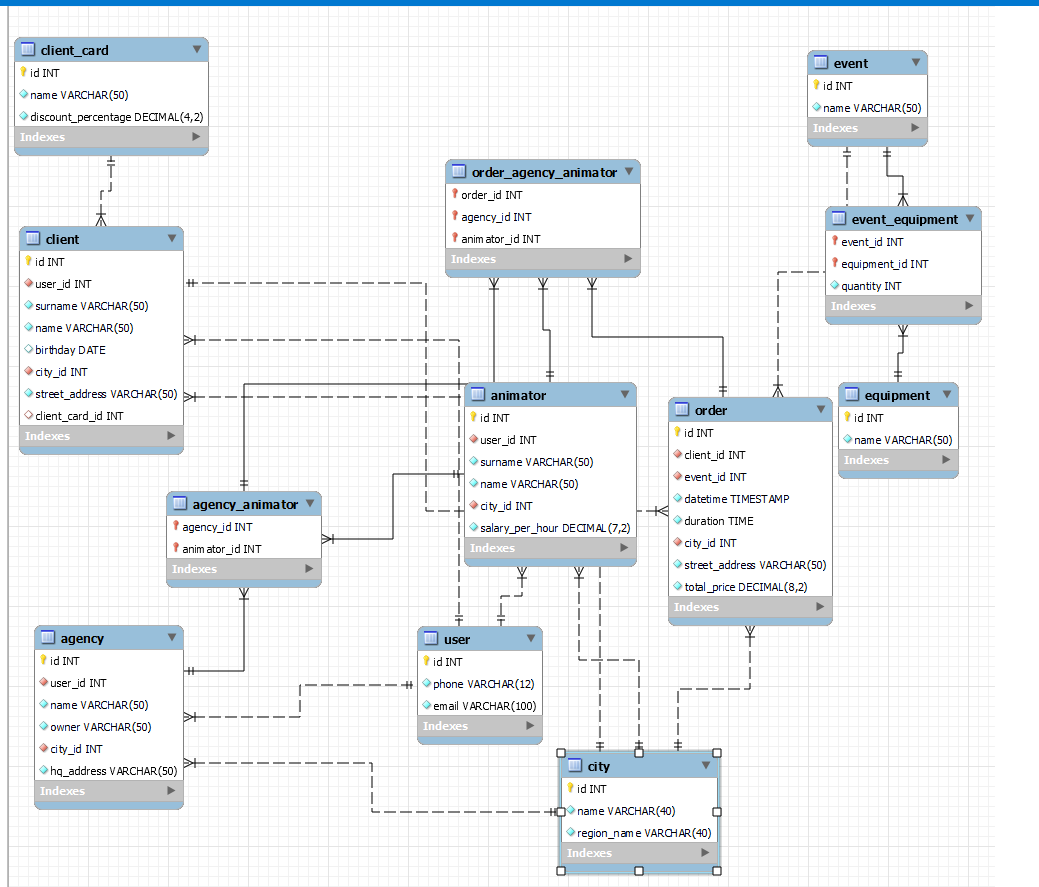 client_card
id INT
name VARCHAR(50)
discount_percentage DECIMAL(4,2)
Indexes
event
id INT
name VARCHAR(50)
Indexes
order_agency_animator
order_id INT
agency_id INT
animator_id INT
Indexes
event_equipment
event_id INT
equipment_id INT
quantity INT
Indexes
client
id INT
user_id INT
surname VARCHAR(50)
name VARCHAR(50)
birthday DATE
city_id INT
street_address VARCHAR(50)
client_card_id INT
Indexes
animator
id INT
user_id INT
surname VARCHAR(50)
name VARCHAR(50)
city_id INT
salary_per_hour DECIMAL(7,2)
Indexes
order
id INT
client_id INT
event_id INT
datetime TIMESTAMP
duration TIME
city_id INT
street_address VARCHAR(50)
total_price DECIMAL(8,2)
Indexes
equipment
id INT
name VARCHAR(50)
Indexes
agency_animator
agency_id INT
animator_id INT
Indexes
agency
id INT
user_id INT
name VARCHAR(50)
owner VARCHAR(50)
city_id INT
hq_address VARCHAR(50)
Indexes
user
id INT
phone VARCHAR(12)
email VARCHAR(100)
Indexes
city
id INT
name VARCHAR(40)
region_name VARCHAR(40)
Indexes